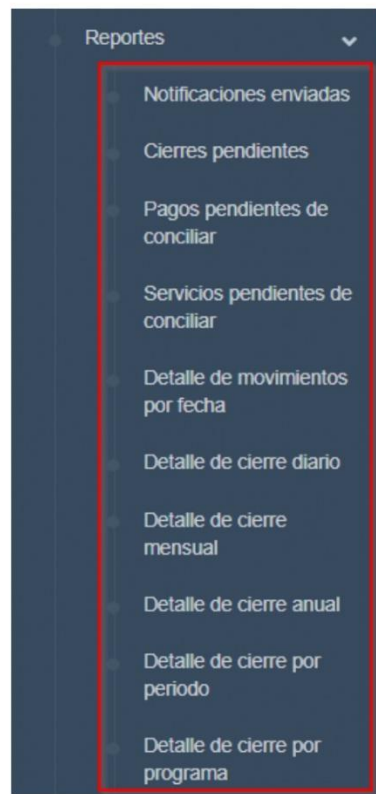 Reportes
Notificaciones enviadas
Cierres pendientes
Pagos pendientes de
conciliar
Servicios pendientes de
conciliar
Detalle de movimientos
por fecha
Detalle de cierre diario
Detalle de cierre
mensual
Detalle de cierre anual
Detalle de cierre por
periodo
Detalle de cierre por
programa